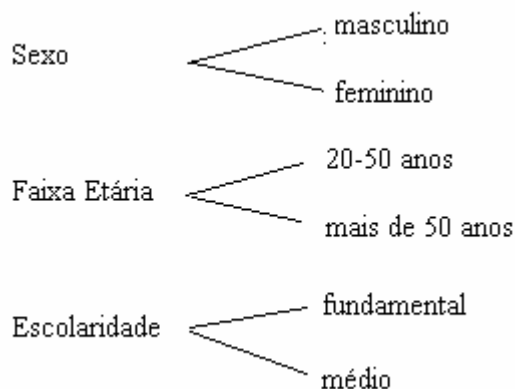 Sexo
masculino
feminino
Faixa Etária
20-50 anos
mais de 50 anos
Escolaridade
fundamental
médio